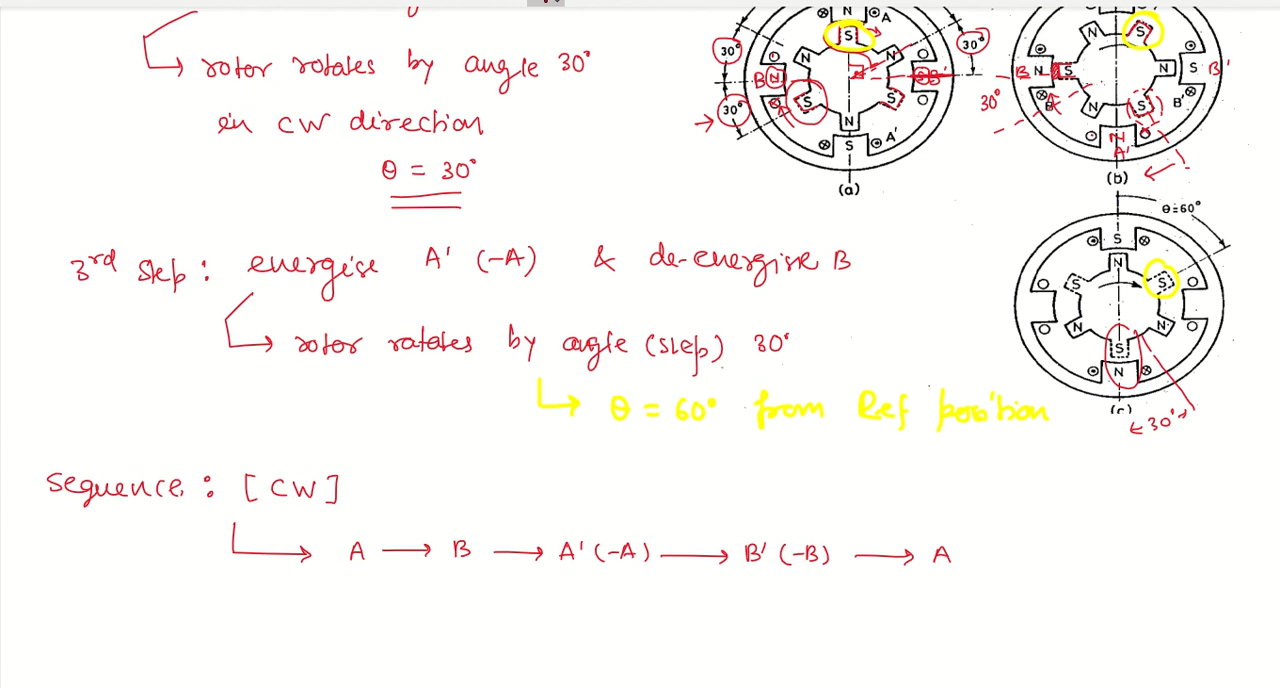 rotor rotates by angle 30°
in CW direction
θ = 30°
3rd step : energise A' (-A) & de-energise B
rotor rotates by angle (step) 30°
θ = 60° from Ref position
Sequence : [CW]
A → B → A' (-A) → B' (-B) → A
N A
S
30° 30°
N N
B N B'
S S
30°
N
S A'
(a)
S
N
B N S N S B'
30°
B N S B'
N
A'
(b)
θ=60°
S
N
S S
N N
S
N
(c)
30°